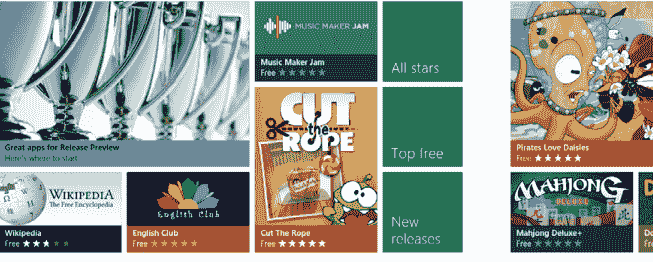 Great apps for Release Preview
Here's where to start
MUSIC MAKER JAM
Music Maker Jam
Free
All stars
CUT
the
ROPE
Top free
Cut The Rope
Free
New
releases
WIKIPEDIA
The Free Encyclopedia
Wikipedia
Free
English Club
English Club
Free
Pirates Love Daisies
Free
MAHJONG
DELUXE
Mahjong Deluxe+
Free